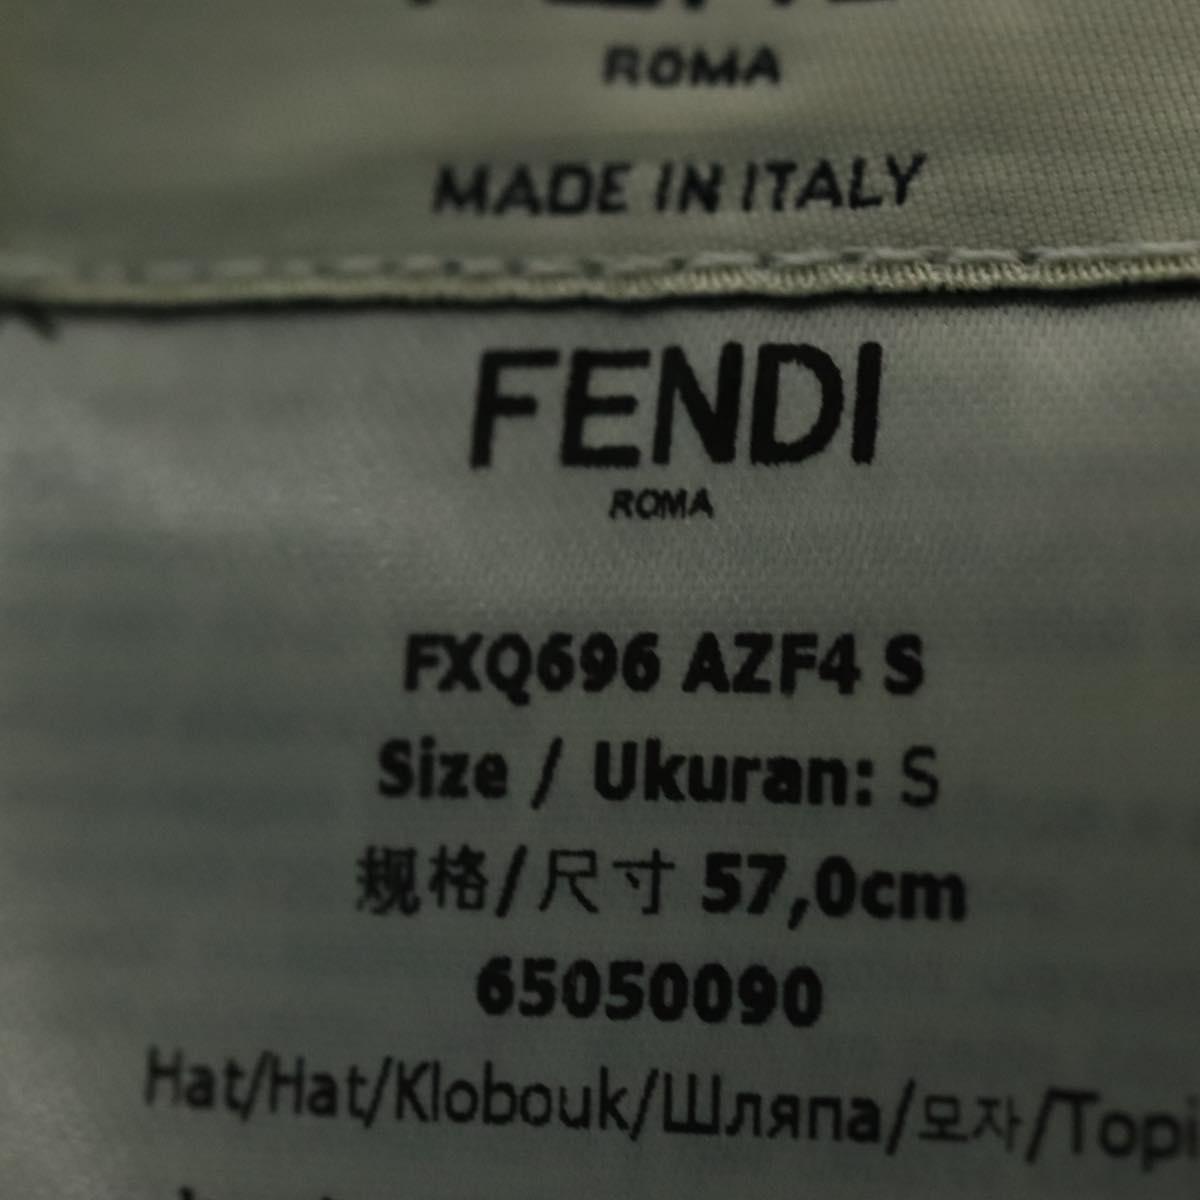 FENDI
ROMA
MADE IN ITALY
FENDI
ROMA
FXQ696 AZF4 S
Size / Ukuran: S
规格/尺寸 57,0cm
65050090
Hat/Hat/Klobouk/Шляпа/모자/Topi